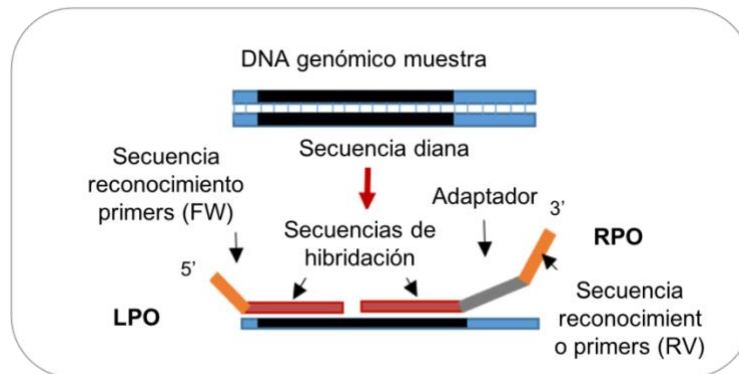 DNA genómico muestra
Secuencia diana
Secuencia
reconocimiento
primers (FW)
Adaptador
3’
Secuencias de
hibridación
RPO
5’
LPO
Secuencia
reconocimient
o primers (RV)